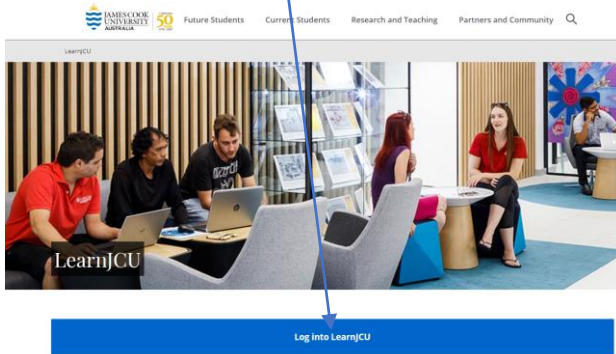 JAMES COOK
UNIVERSITY
AUSTRALIA
50
Future Students
Current Students
Research and Teaching
Partners and Community
LearnJCU
LearnJCU
Log into LearnJCU